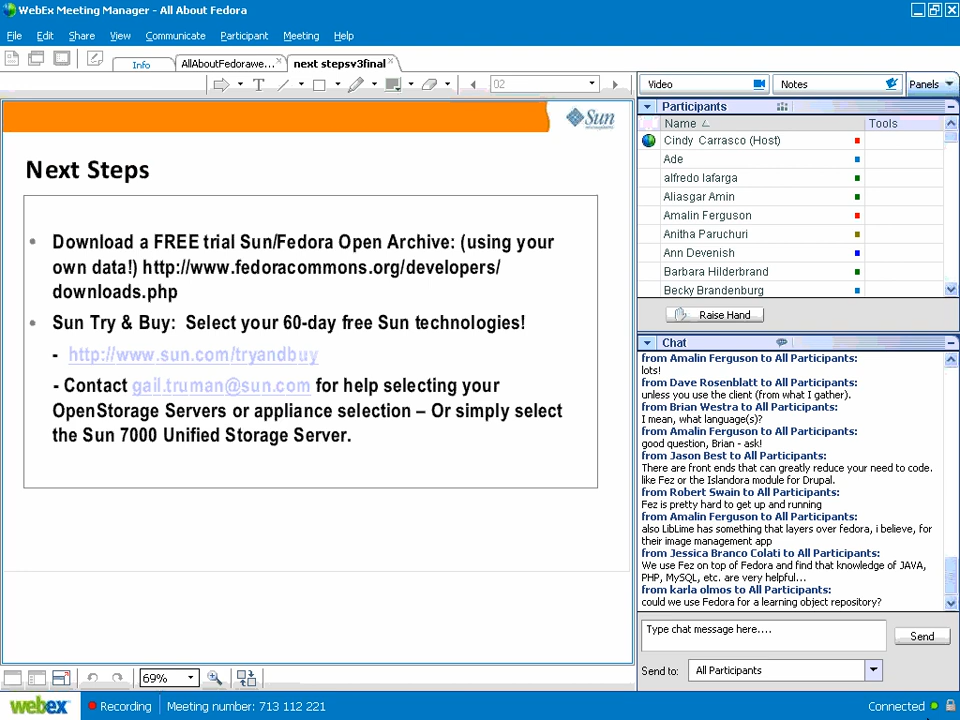 WebEx Meeting Manager - All About Fedora
File Edit Share View Communicate Participant Meeting Help
Info AllAboutFedorawe... next stepsv3final
T 02
Video Notes Panels
Participants
Name Tools
Cindy Carrasco (Host)
Ade
alfredo lafarga
Aliasgar Amin
Amalin Ferguson
Anitha Paruchuri
Ann Devenish
Barbara Hilderbrand
Becky Brandenburg
Raise Hand
Sun
Next Steps
• Download a FREE trial Sun/Fedora Open Archive: (using your
own data!) http://www.fedoracommons.org/developers/
downloads.php
• Sun Try & Buy: Select your 60-day free Sun technologies!
- http://www.sun.com/tryandbuy
- Contact gail.truman@sun.com for help selecting your
OpenStorage Servers or appliance selection – Or simply select
the Sun 7000 Unified Storage Server.
Chat
from Amalin Ferguson to All Participants:
lots!
from Dave Rosenblatt to All Participants:
unless you use the client (from what I gather).
from Brian Westra to All Participants:
I mean, what language(s)?
from Amalin Ferguson to All Participants:
good question, Brian - ask!
from Jason Best to All Participants:
There are front ends that can greatly reduce your need to code.
like Fez or the Islandora module for Drupal.
from Robert Swain to All Participants:
Fez is pretty hard to get up and running
from Amalin Ferguson to All Participants:
also LibLime has something that layers over fedora, i believe, for
their image management app
from Jessica Branco Colati to All Participants:
We use Fez on top of Fedora and find that knowledge of JAVA,
PHP, MySQL, etc. are very helpful...
from karla olmos to All Participants:
could we use Fedora for a learning object repository?
Type chat message here....
Send
Send to: All Participants
69%
webex Recording Meeting number: 713 112 221 Connected